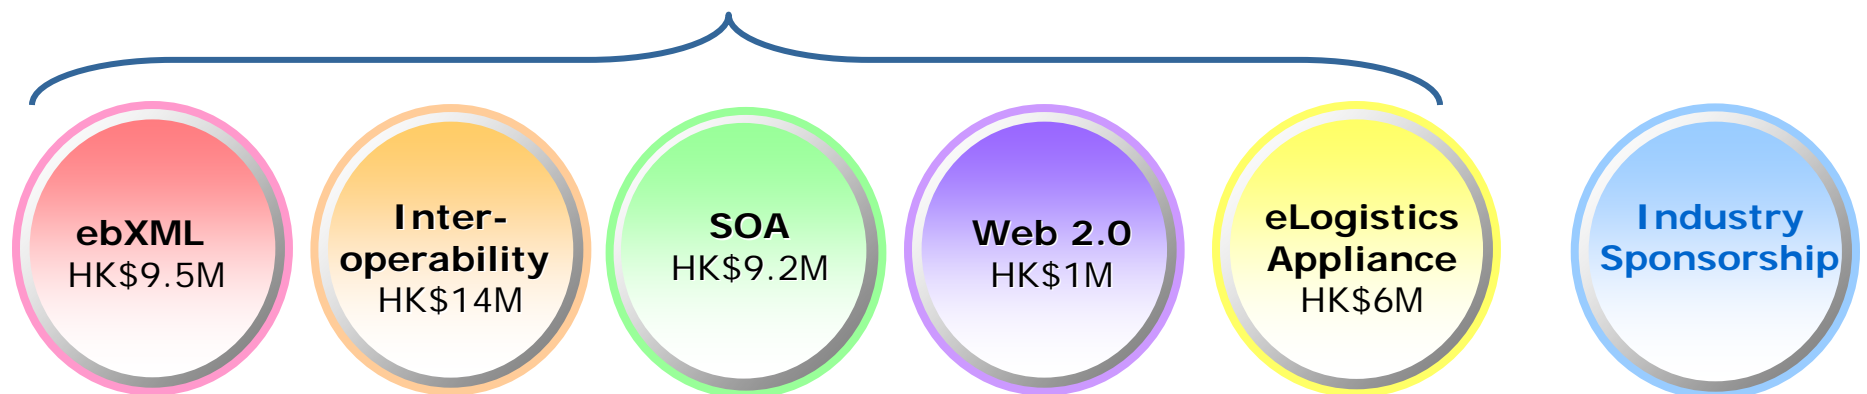 ebXML
HK$9.5M
Inter-
operability
HK$14M
SOA
HK$9.2M
Web 2.0
HK$1M
eLogistics
Appliance
HK$6M
Industry
Sponsorship